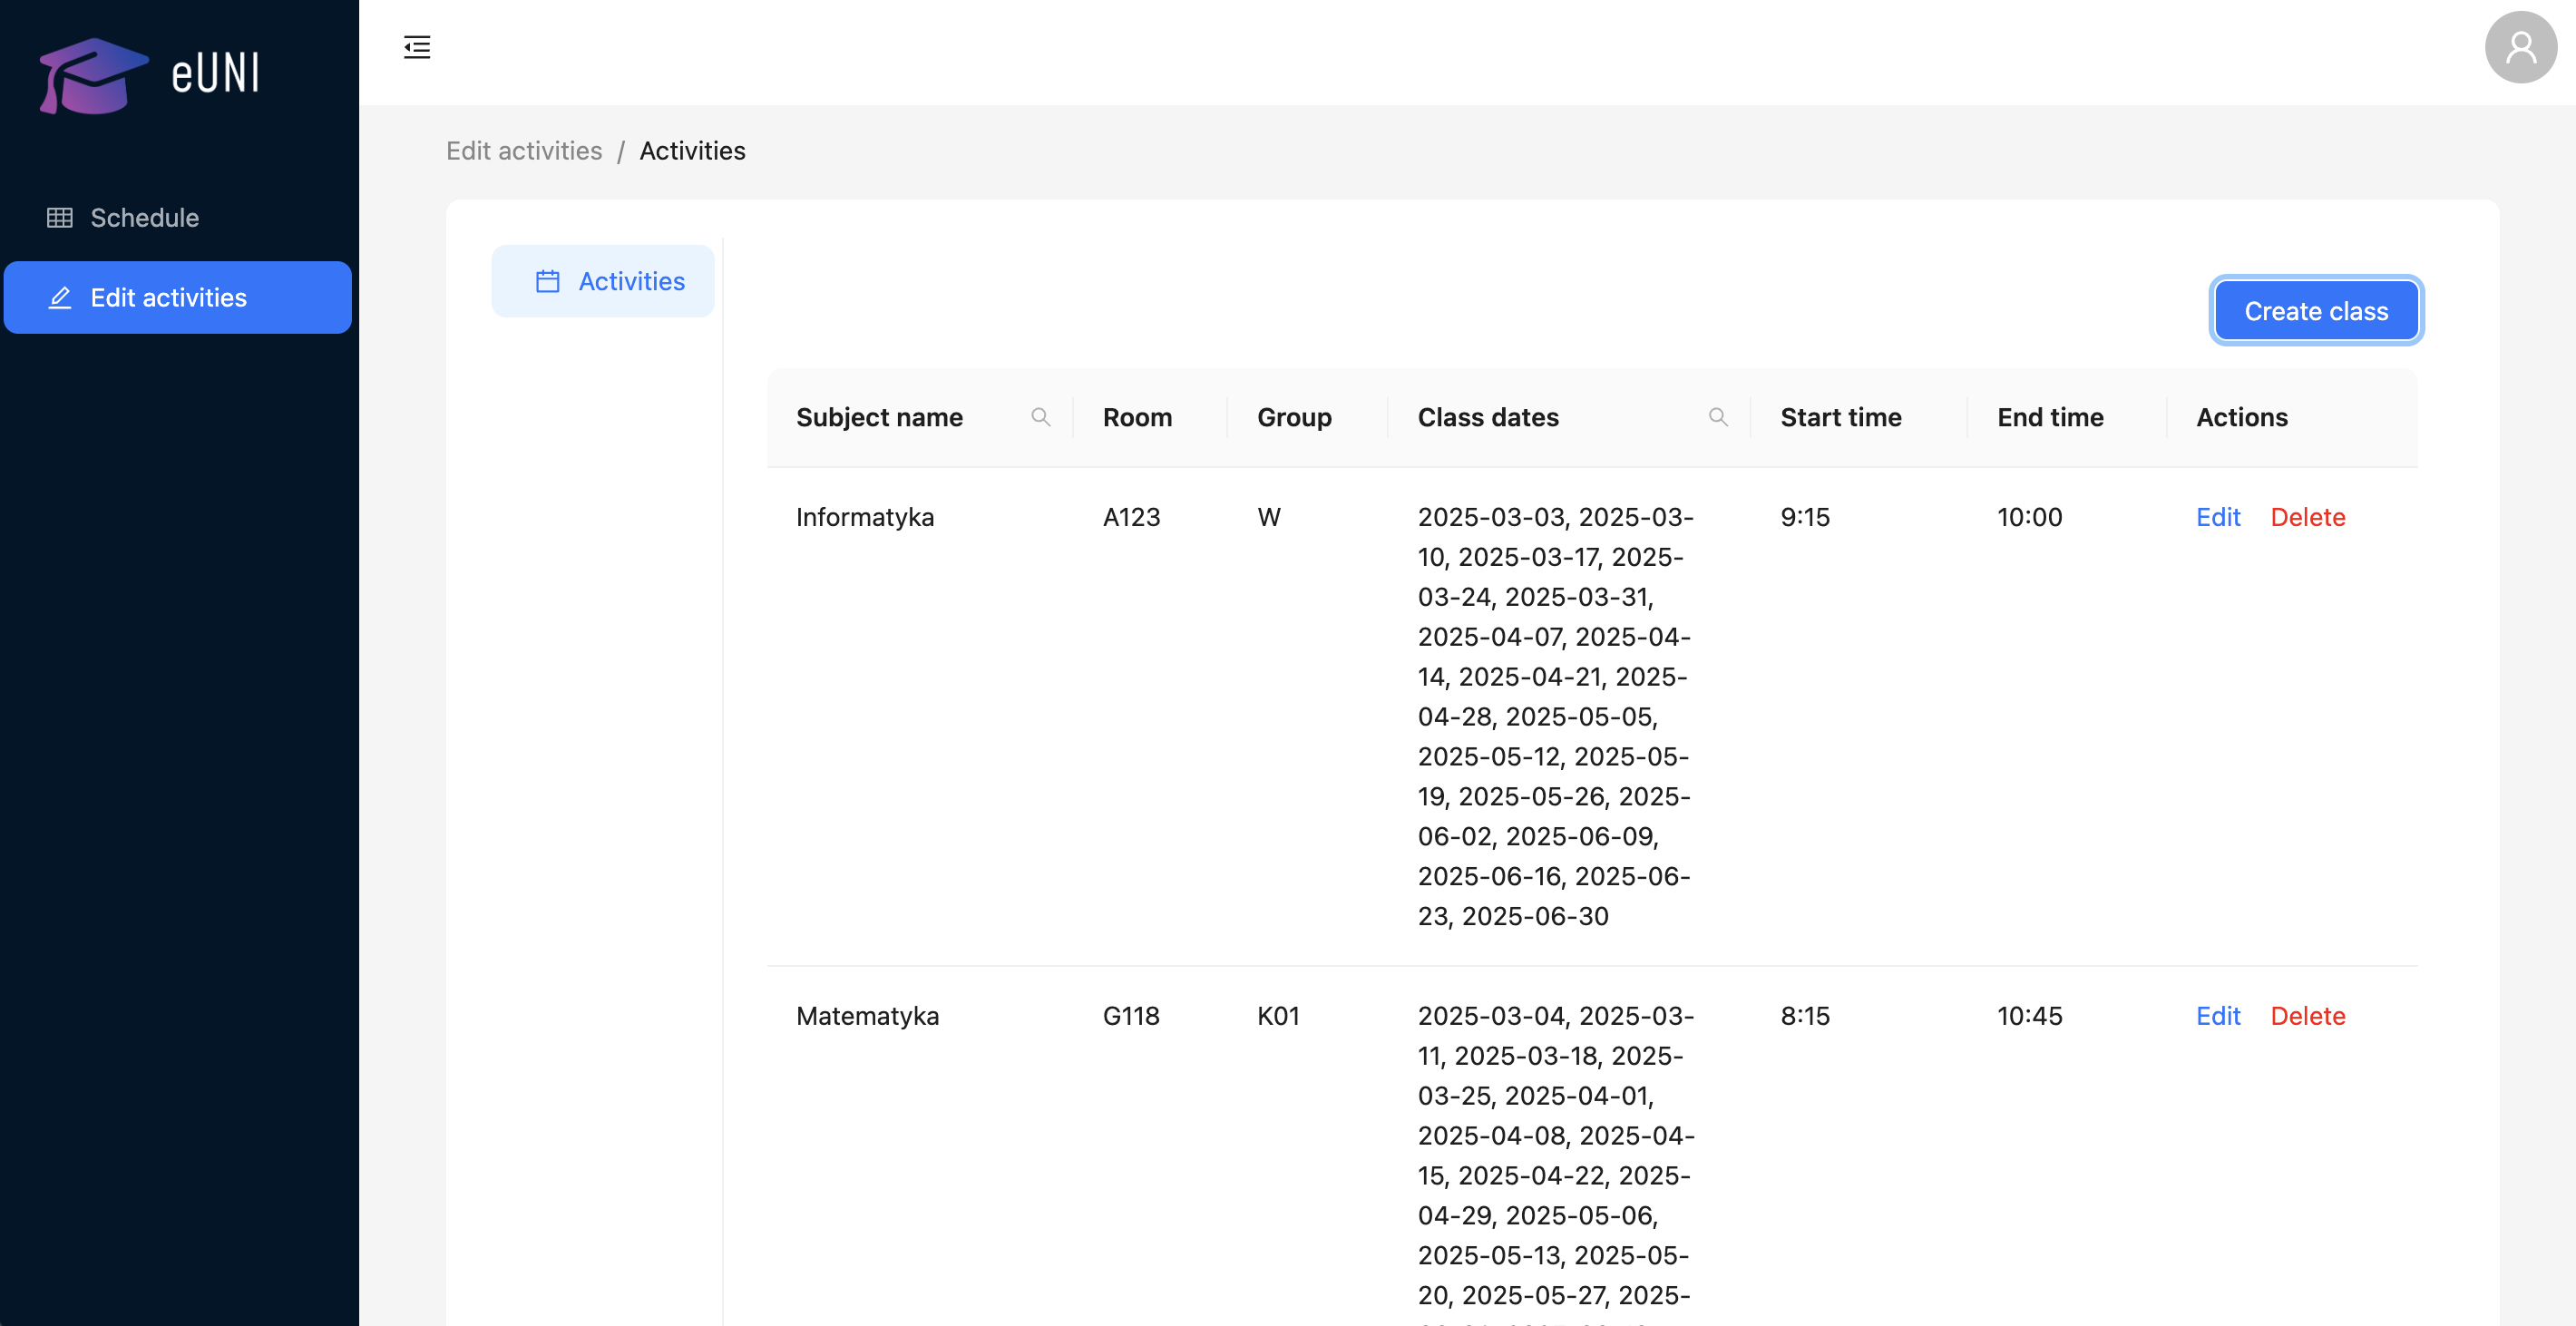 eUNI
Schedule
Edit activities
Edit activities / Activities
Activities
Create class
Subject name Room Group Class dates Start time End time Actions
Informatyka A123 W 2025-03-03, 2025-03- 9:15 10:00 Edit Delete
10, 2025-03-17, 2025-
03-24, 2025-03-31,
2025-04-07, 2025-04-
14, 2025-04-21, 2025-
04-28, 2025-05-05,
2025-05-12, 2025-05-
19, 2025-05-26, 2025-
06-02, 2025-06-09,
2025-06-16, 2025-06-
23, 2025-06-30
Matematyka G118 K01 2025-03-04, 2025-03- 8:15 10:45 Edit Delete
11, 2025-03-18, 2025-
03-25, 2025-04-01,
2025-04-08, 2025-04-
15, 2025-04-22, 2025-
04-29, 2025-05-06,
2025-05-13, 2025-05-
20, 2025-05-27, 2025-